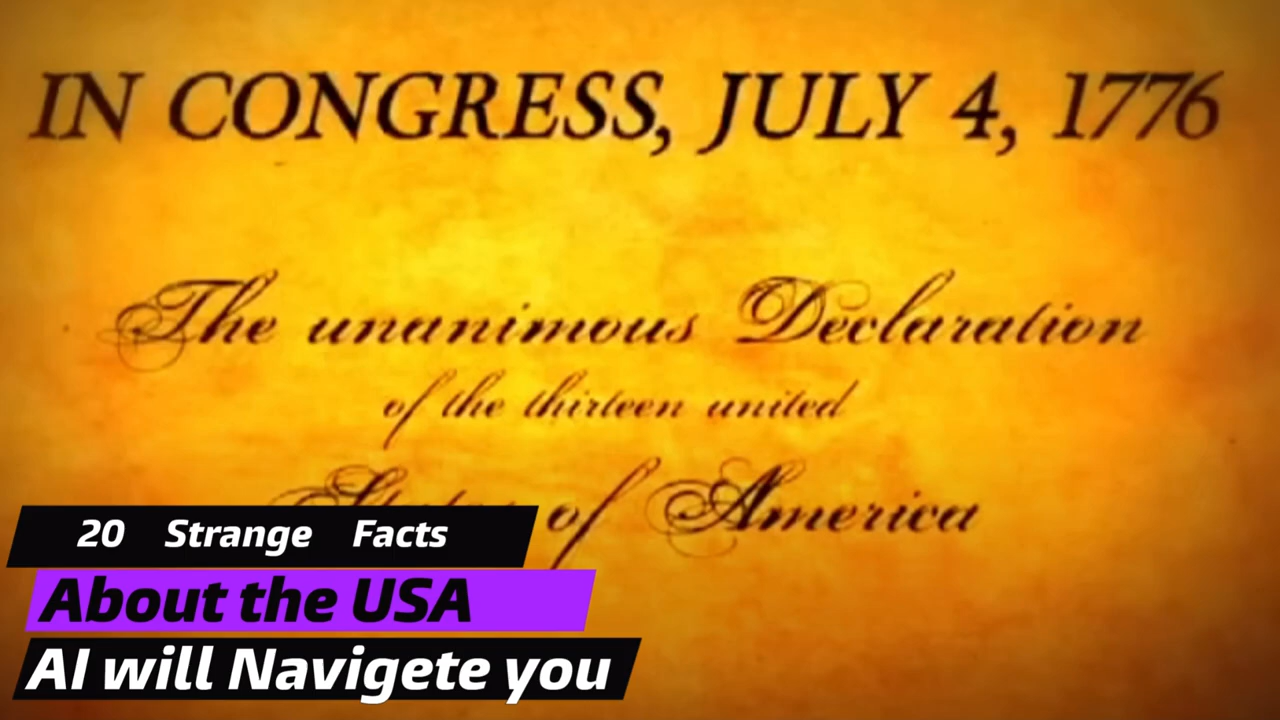 IN CONGRESS, JULY 4, 1776
The unanimous Declaration
of the thirteen united
States of America
20 Strange Facts
About the USA
AI will Navigete you